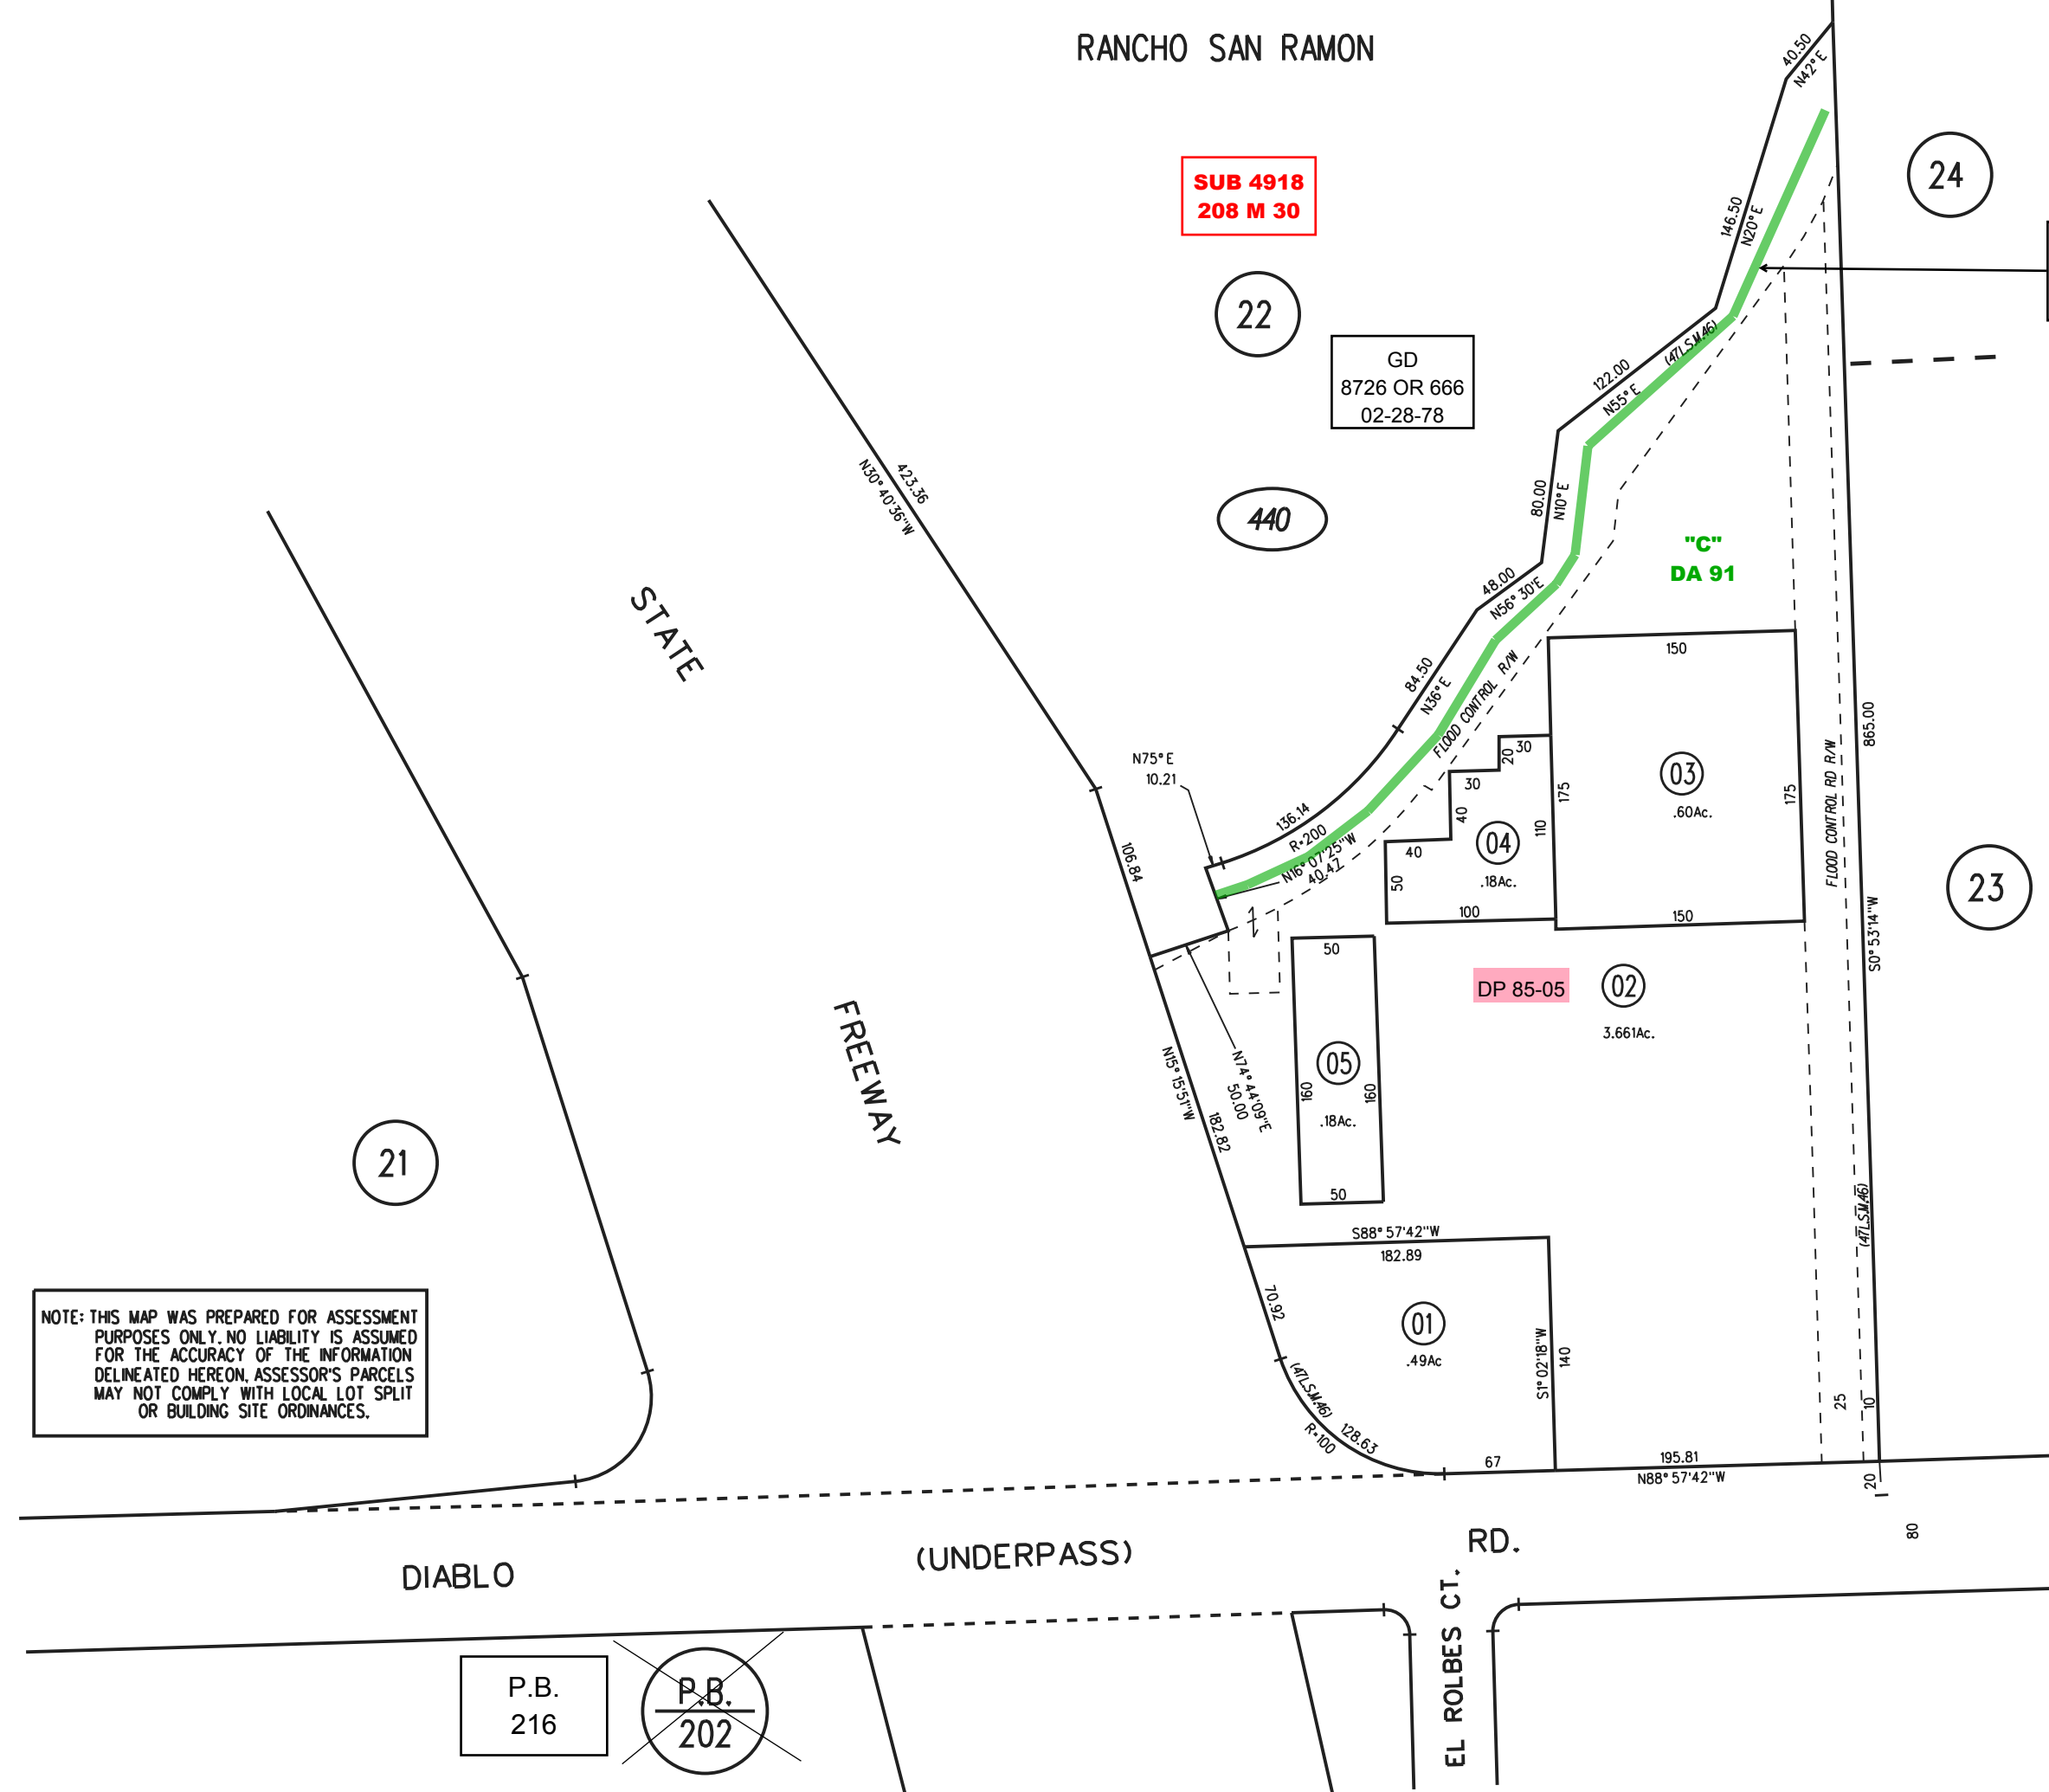 RANCHO SAN RAMON
40.50
N42°E
SUB 4918
208 M 30
24
146.50
N20°E
22
GD
8726 OR 666
02-28-78
(47L.S.M.46)
122.00
N55°E
423.36
N30°40'36"W
80.00
N10°E
440
"C"
DA 91
STATE
48.00
N56°30'E
150
84.50
N36°E
FLOOD CONTROL R/W
865.00
FLOOD CONTROL RD R/W
N75°E
10.21
30
20
03
.60Ac.
175
175
30
40
110
136.14
R=200
N16°07'25"W
40.47
04
.18Ac.
40
50
100
150
106.84
23
S0°53'14"W
50
DP 85-05
02
3.661Ac.
FREEWAY
N15°15'51"W
182.82
N74°44'09"E
50.00
05
.18Ac.
160
160
50
21
(47L.S.M.46)
S88°57'42"W
182.89
70.92
01
.49Ac
S1°02'18"W
140
(47L.S.M.46)
R=100
128.63
25
10
NOTE: THIS MAP WAS PREPARED FOR ASSESSMENT
PURPOSES ONLY. NO LIABILITY IS ASSUMED
FOR THE ACCURACY OF THE INFORMATION
DELINEATED HEREON. ASSESSOR'S PARCELS
MAY NOT COMPLY WITH LOCAL LOT SPLIT
OR BUILDING SITE ORDINANCES.
67
195.81
N88°57'42"W
20
80
DIABLO
(UNDERPASS)
RD.
EL ROLBES CT.
P.B.
216
P.B.
202